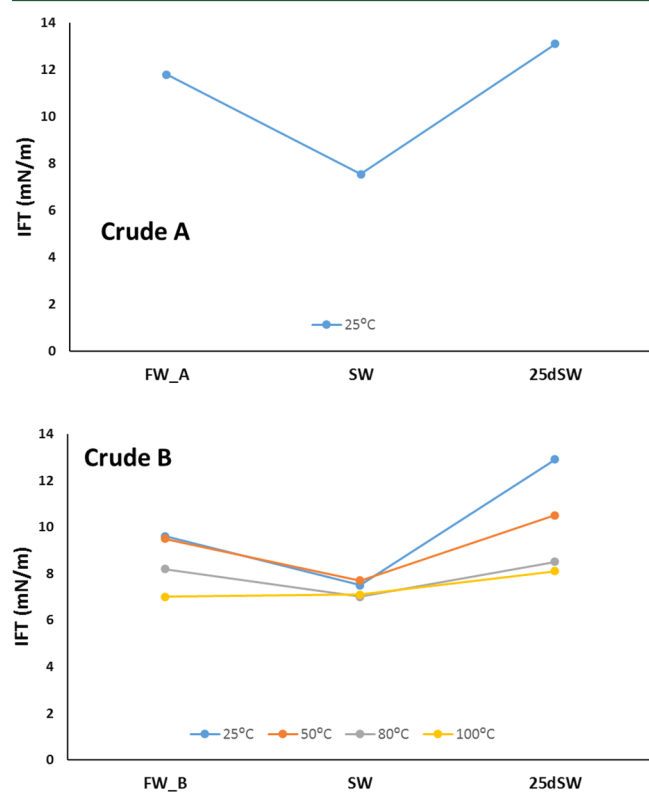 14
12
10
8
6
4
2
0
IFT (mN/m)
Crude A
25°C
FW_A SW 25dSW
14
12
10
8
6
4
2
0
IFT (mN/m)
Crude B
25°C 50°C 80°C 100°C
FW_B SW 25dSW